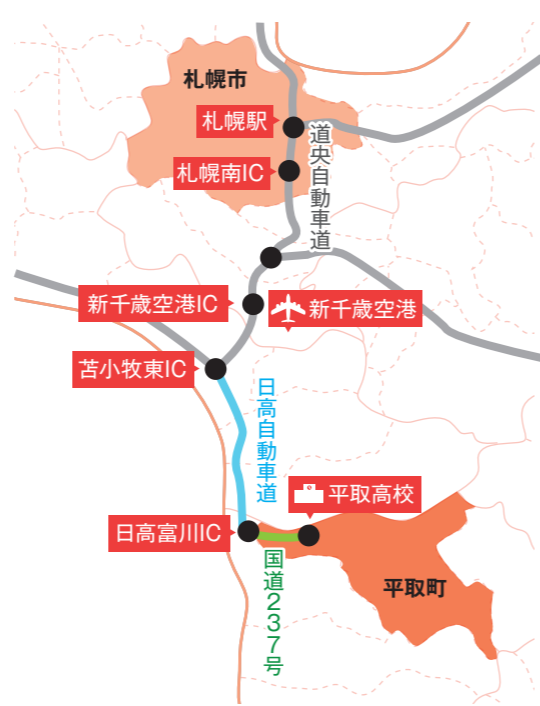 札幌市
札幌駅
道央自動車道
札幌南IC
新千歳空港IC
新千歳空港
苫小牧東IC
日高自動車道
平取高校
日高富川IC
国道237号
平取町